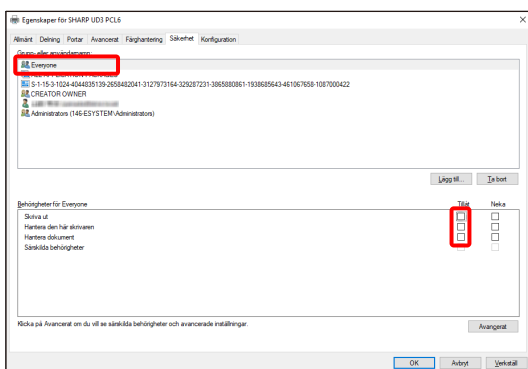 Egenskaper för SHARP UD3 PCL6
Allmänt Delning Portar Avancerat Färghantering Säkerhet Konfiguration
Grupp- eller användarnamn:
Everyone
S-1-15-3-1024-4044835139-2658482041-3127973164-329287231-3865880861-1938685643-461067658-1087000422
CREATOR OWNER
Administrators (146-ESYSTEM\Administrators)
Lägg till... Ta bort
Behörigheter för Everyone Tillåt Neka
Skriva ut
Hantera den här skrivaren
Hantera dokument
Särskilda behörigheter
Klicka på Avancerat om du vill se särskilda behörigheter och avancerade inställningar.
Avancerat
OK Avbryt Verkställ